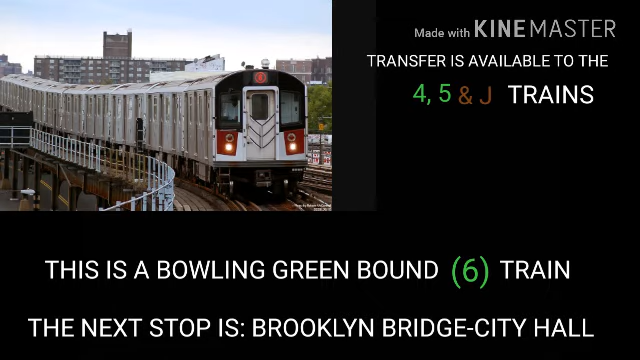 Made with KINEMASTER
TRANSFER IS AVAILABLE TO THE
4, 5 & J TRAINS
THIS IS A BOWLING GREEN BOUND (6) TRAIN
THE NEXT STOP IS: BROOKLYN BRIDGE-CITY HALL